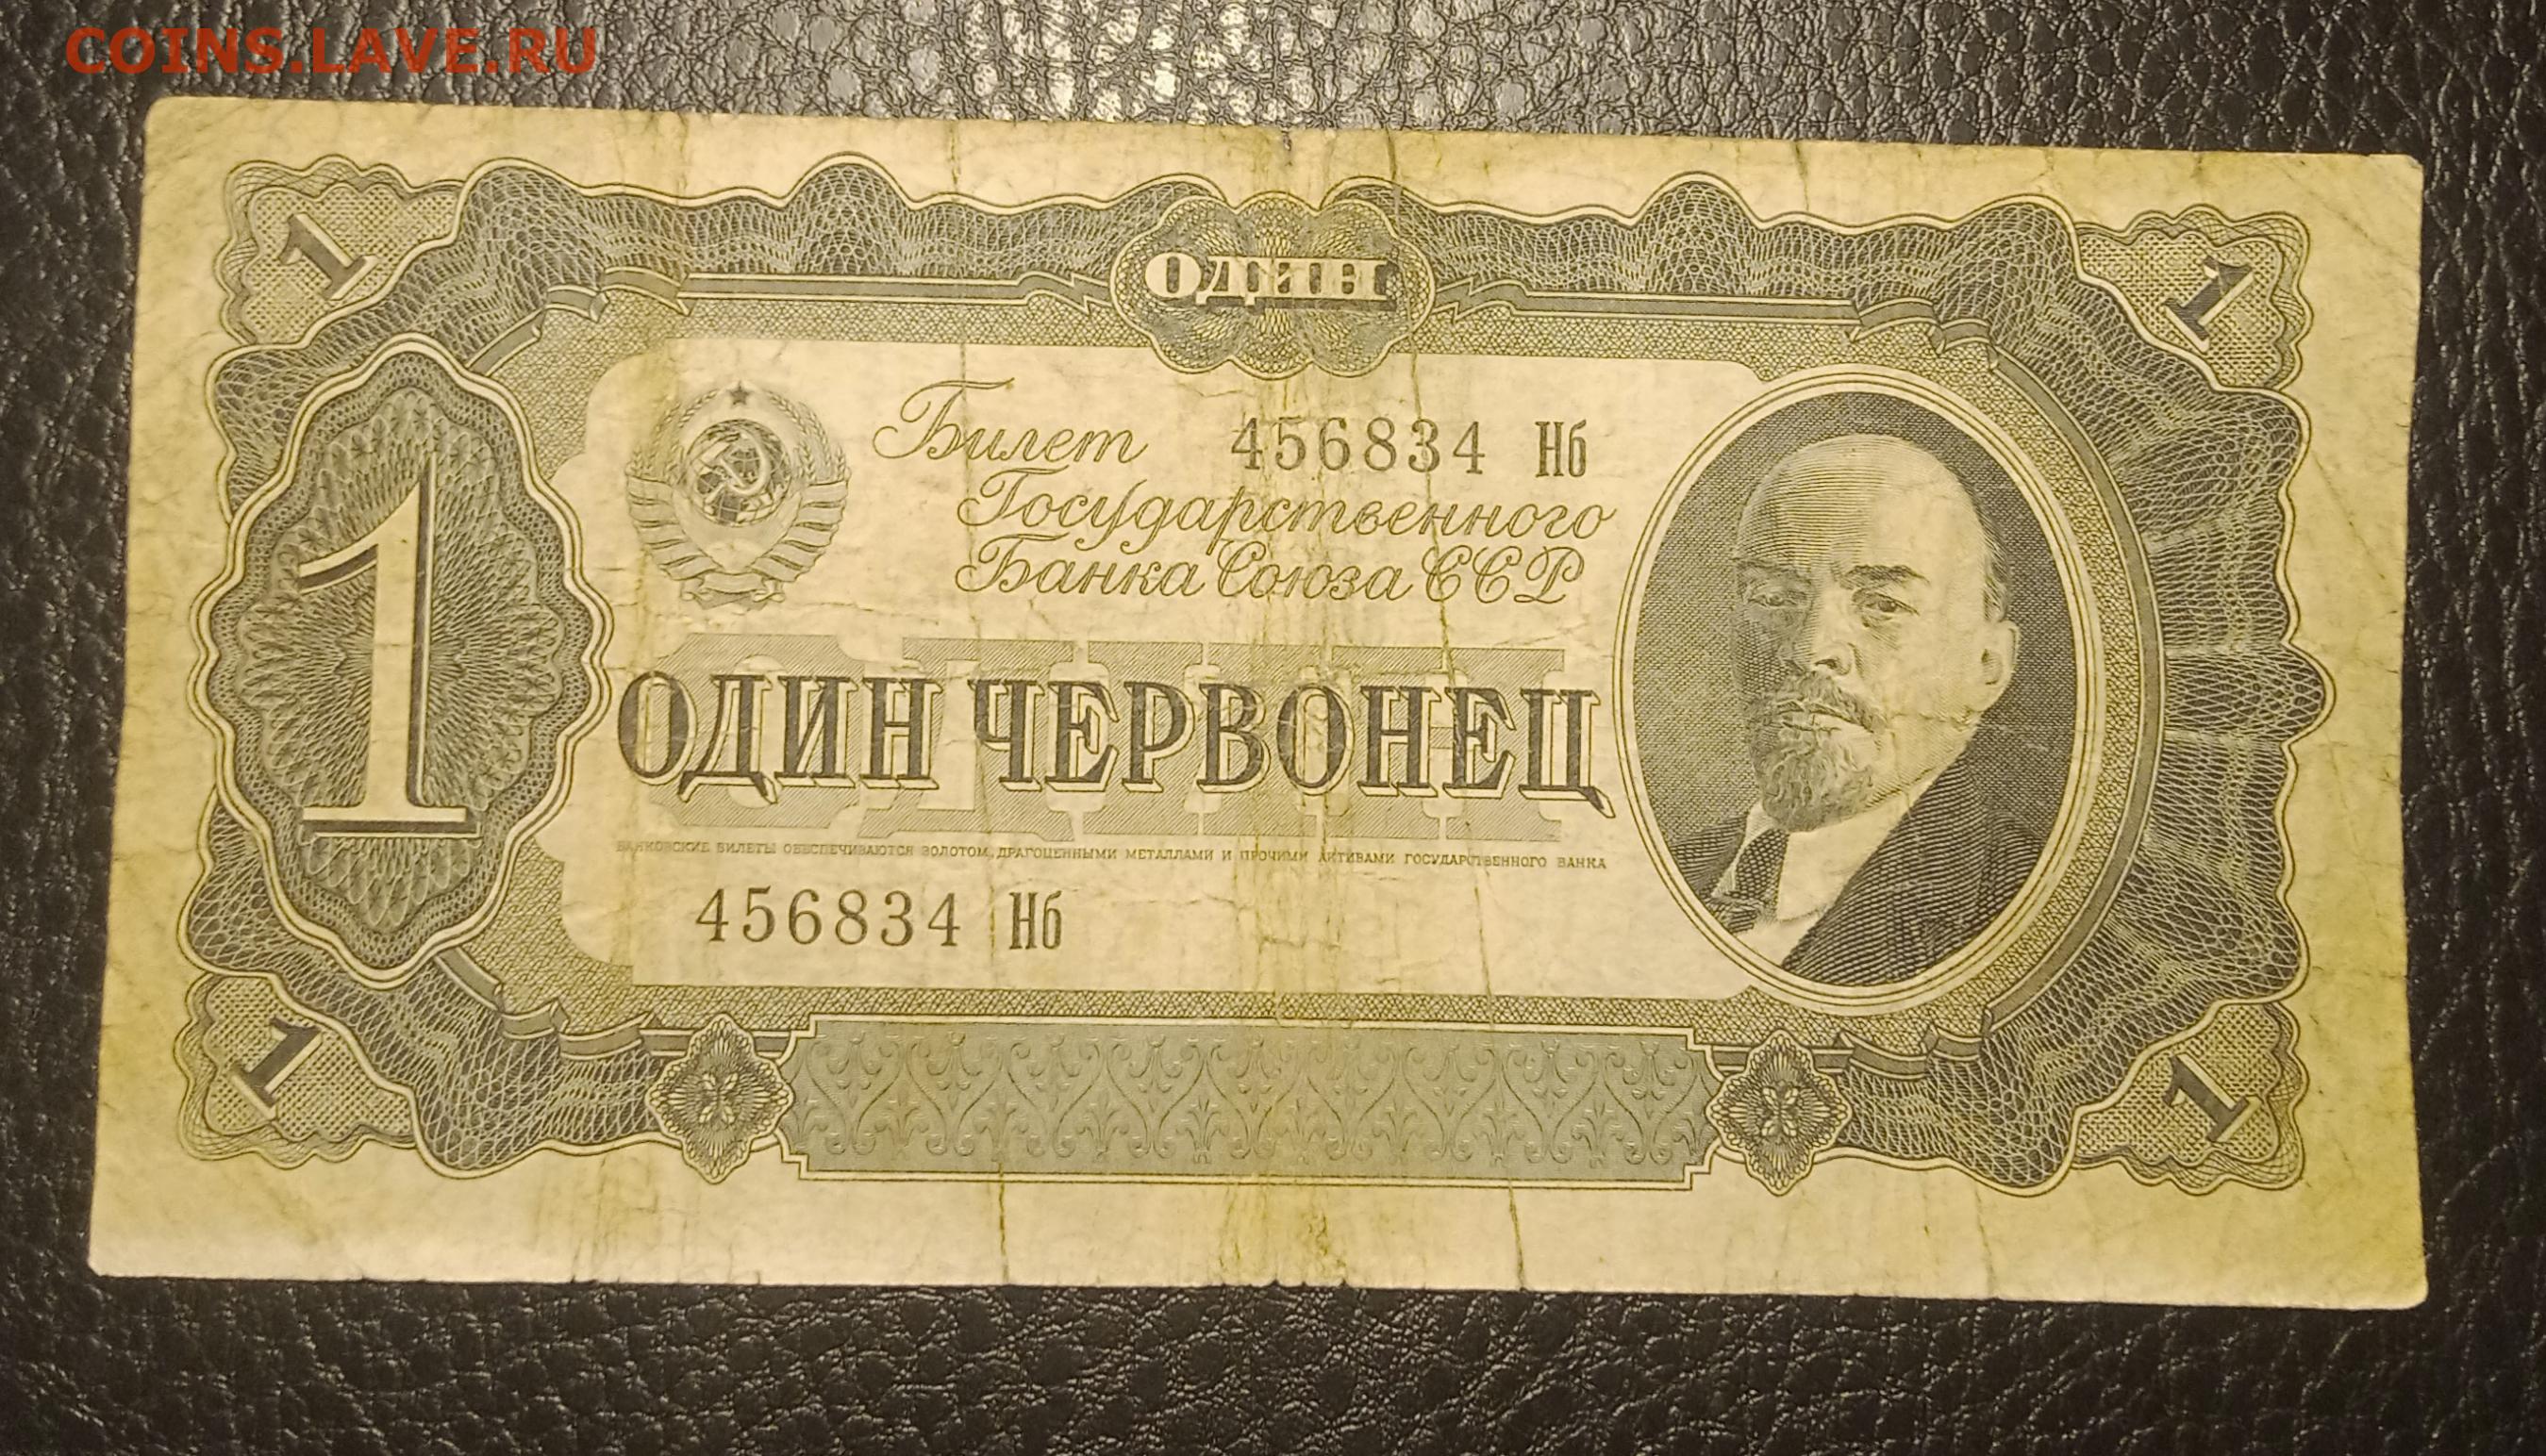 COINS.LAVE.RU
1
ОДИН
1
Билет 456834 Нб
Государственного
Банка Союза ССР
1
ОДИН
ОДИН ЧЕРВОНЕЦ
БАНКОВСКИЕ БИЛЕТЫ ОБЕСПЕЧИВАЮТСЯ ЗОЛОТОМ, ДРАГОЦЕННЫМИ МЕТАЛЛАМИ И ПРОЧИМИ АКТИВАМИ ГОСУДАРСТВЕННОГО БАНКА
456834 Нб
1
1